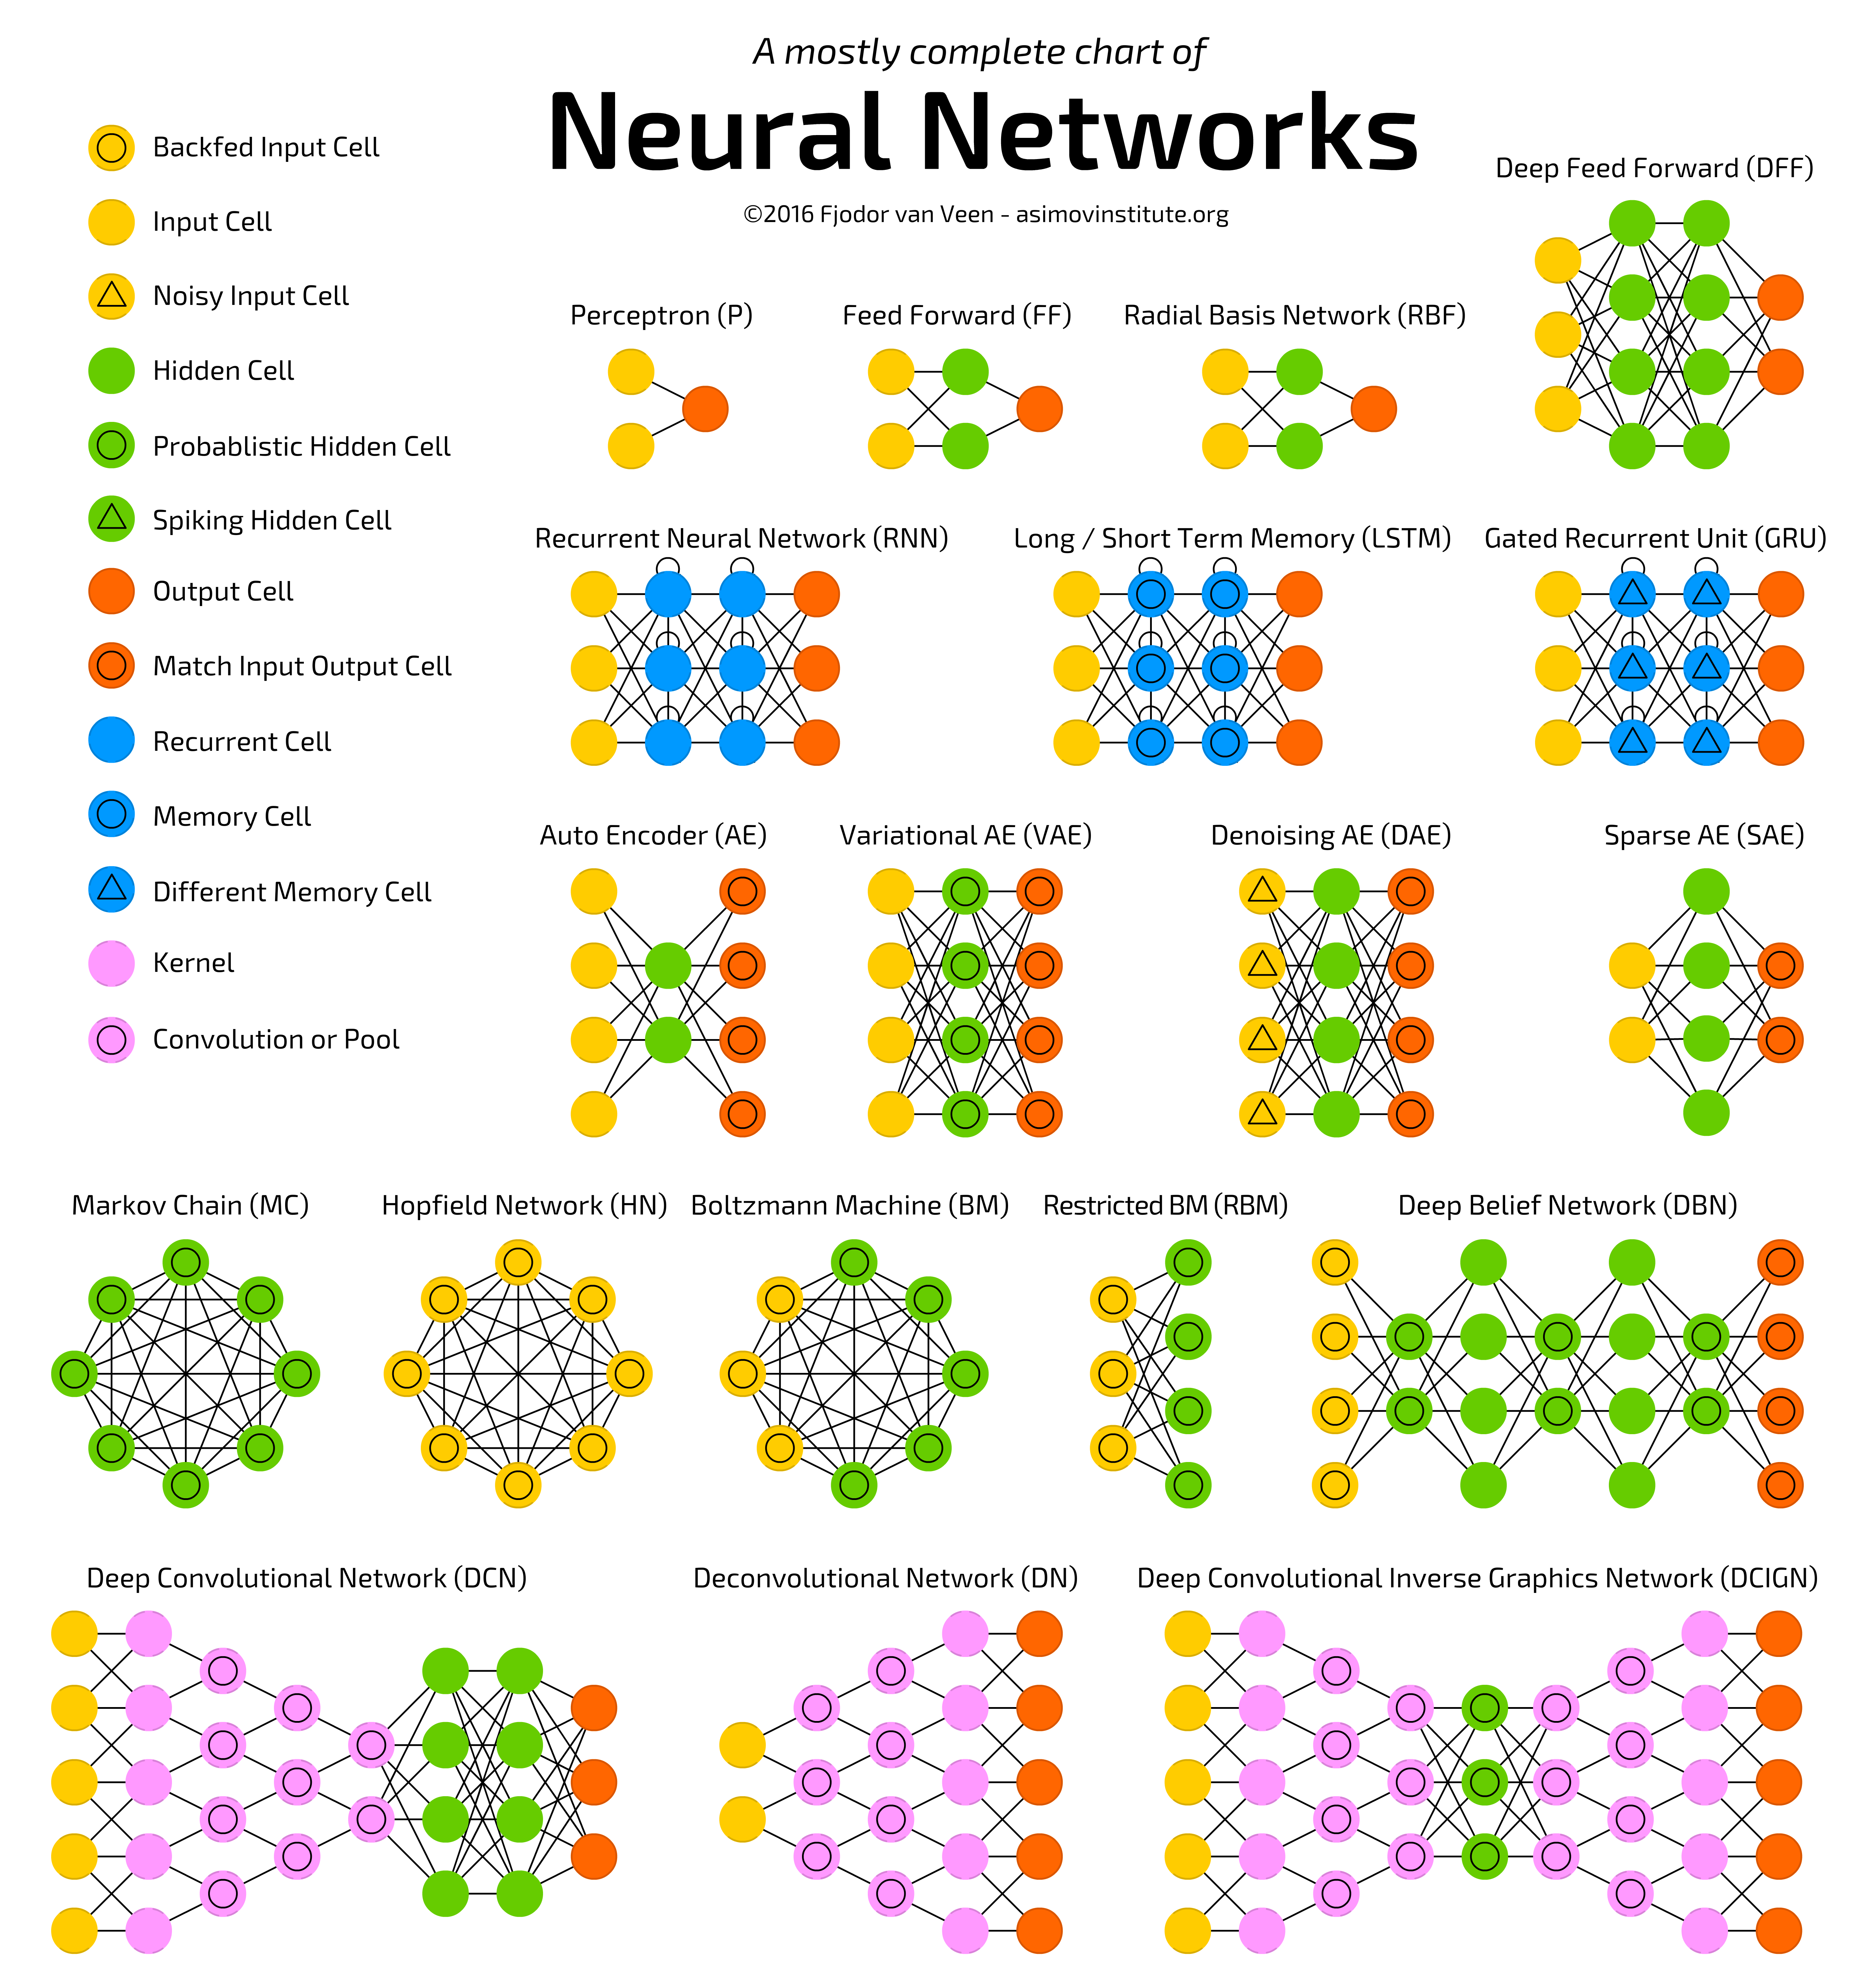 A mostly complete chart of
Neural Networks
©2016 Fjodor van Veen - asimovinstitute.org
Backfed Input Cell
Input Cell
Noisy Input Cell
Hidden Cell
Probablistic Hidden Cell
Spiking Hidden Cell
Output Cell
Match Input Output Cell
Recurrent Cell
Memory Cell
Different Memory Cell
Kernel
Convolution or Pool
Deep Feed Forward (DFF)
Perceptron (P)
Feed Forward (FF)
Radial Basis Network (RBF)
Recurrent Neural Network (RNN)
Long / Short Term Memory (LSTM)
Gated Recurrent Unit (GRU)
Auto Encoder (AE)
Variational AE (VAE)
Denoising AE (DAE)
Sparse AE (SAE)
Markov Chain (MC)
Hopfield Network (HN)
Boltzmann Machine (BM)
Restricted BM (RBM)
Deep Belief Network (DBN)
Deep Convolutional Network (DCN)
Deconvolutional Network (DN)
Deep Convolutional Inverse Graphics Network (DCIGN)